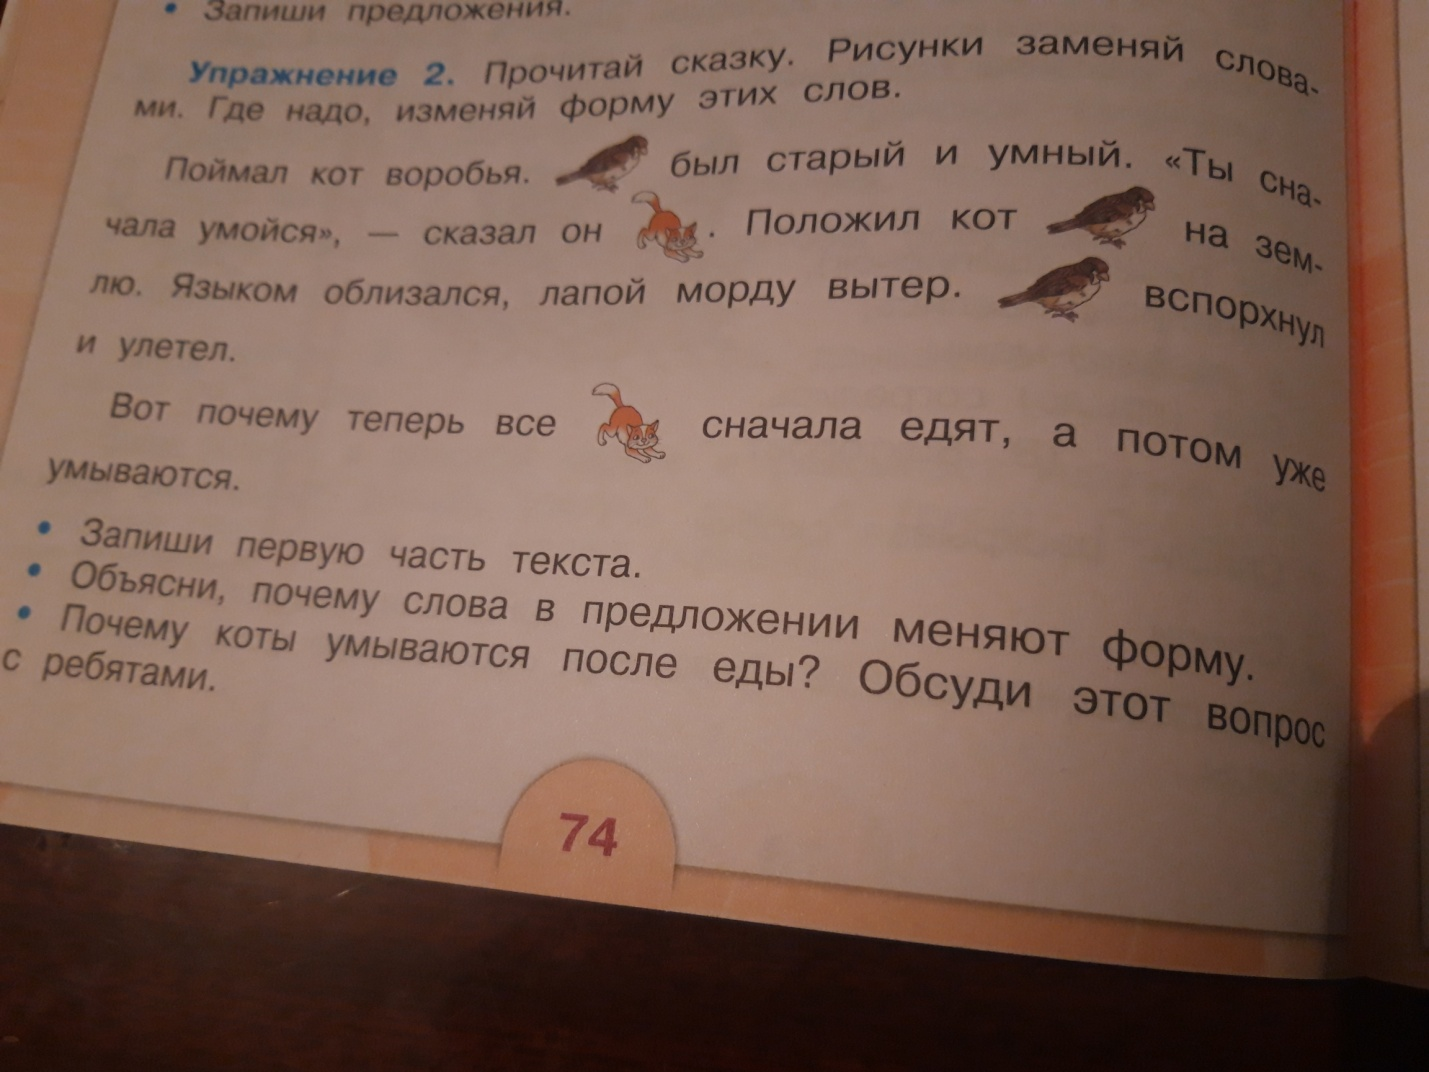 • Запиши предложения.
Упражнение 2. Прочитай сказку. Рисунки заменяй слова-
ми. Где надо, изменяй форму этих слов.
Поймал кот воробья. был старый и умный. «Ты сна-
чала умойся», — сказал он . Положил кот на зем-
лю. Языком облизался, лапой морду вытер. вспорхнул
и улетел.
Вот почему теперь все сначала едят, а потом уже
умываются.
• Запиши первую часть текста.
• Объясни, почему слова в предложении меняют форму.
• Почему коты умываются после еды? Обсуди этот вопрос
с ребятами.
74